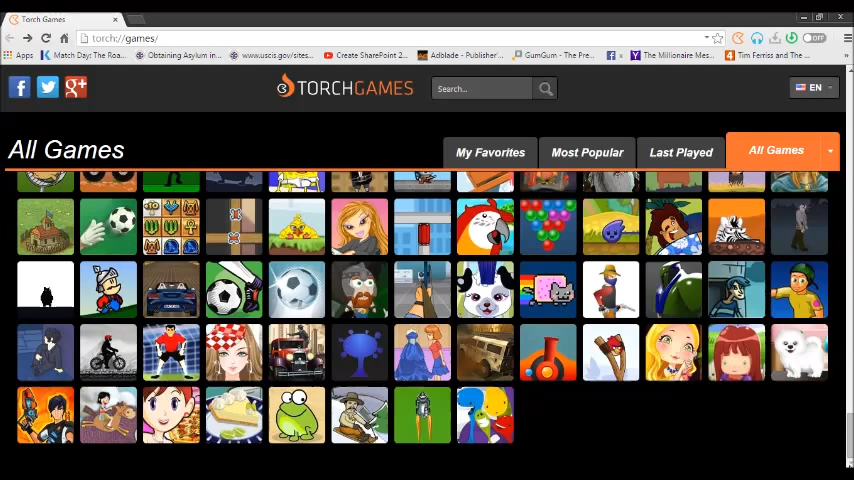 Torch Games
torch://games/
Apps
Match Day: The Roa...
Obtaining Asylum in...
www.uscis.gov/sites...
Create SharePoint 2...
Adblade - Publisher'...
GumGum - The Pre...
The Millionaire Mes...
Tim Ferriss and The...
OFF
TORCHGAMES
Search...
EN
All Games
My Favorites
Most Popular
Last Played
All Games